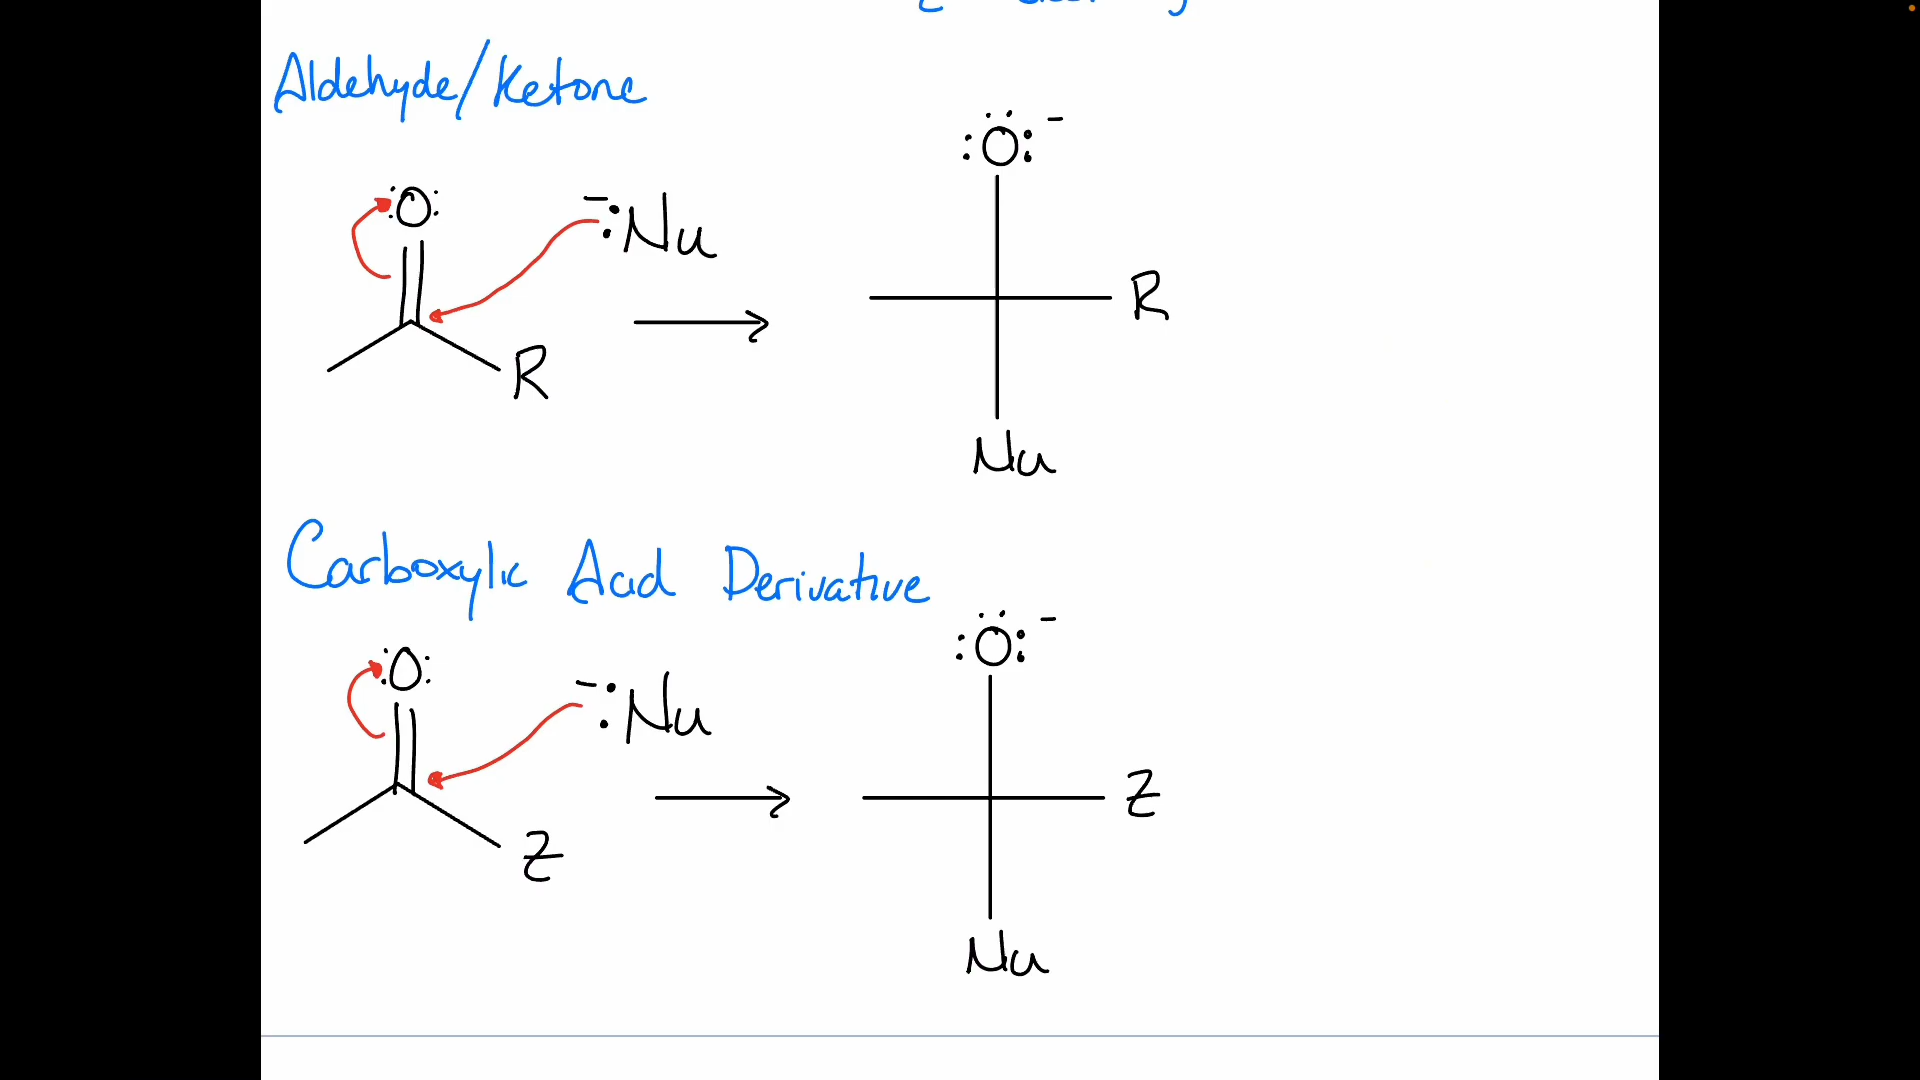 Aldehyde/Ketone
:Ö:⁻
:O: ⁻:Nu
R
R
Nu
Carboxylic Acid Derivative
:Ö:⁻
:O: ⁻:Nu
Z
Z
Nu